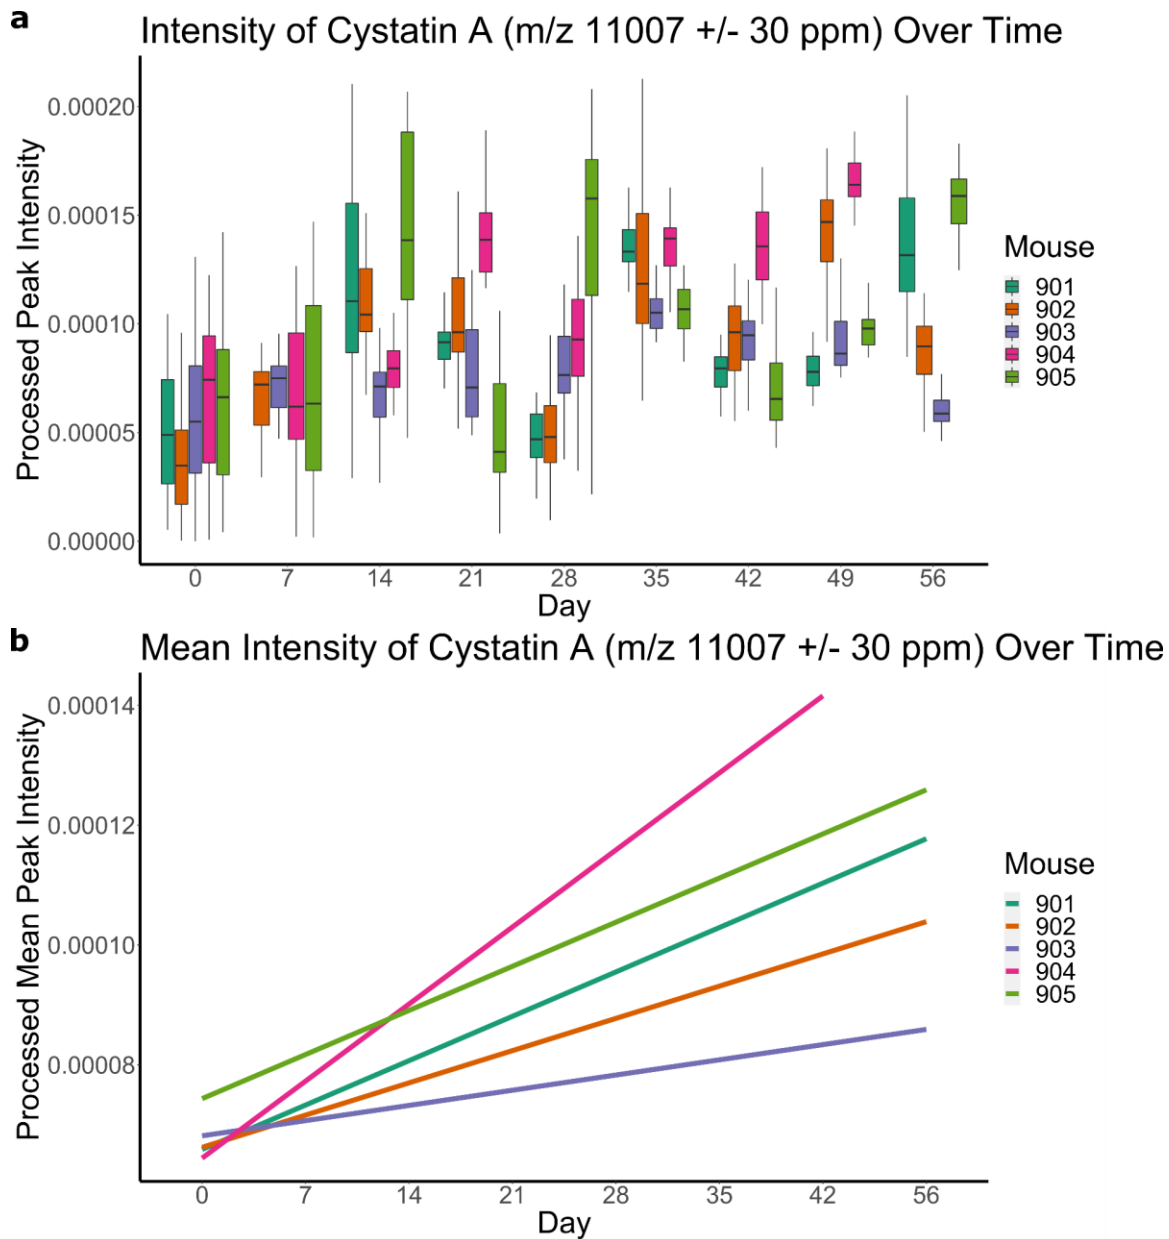 a
Intensity of Cystatin A (m/z 11007 +/- 30 ppm) Over Time
Processed Peak Intensity
0.00020
0.00015
0.00010
0.00005
0.00000
0 7 14 21 28 35 42 49 56
Day
Mouse
901
902
903
904
905
b
Mean Intensity of Cystatin A (m/z 11007 +/- 30 ppm) Over Time
Processed Mean Peak Intensity
0.00014
0.00012
0.00010
0.00008
0 7 14 21 28 35 42 56
Day
Mouse
901
902
903
904
905